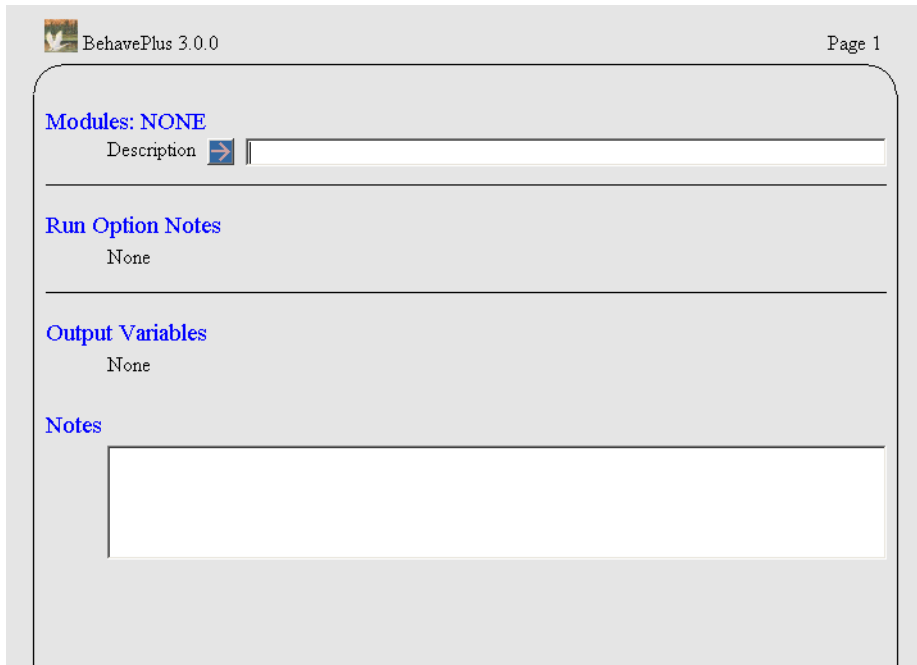 BehavePlus 3.0.0 Page 1
Modules: NONE
Description
Run Option Notes
None
Output Variables
None
Notes